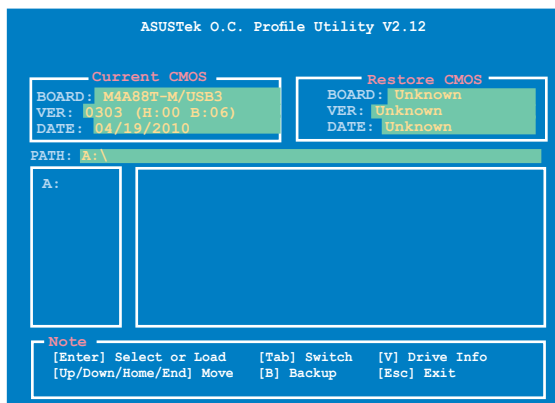 ASUSTek O.C. Profile Utility V2.12
Current CMOS
BOARD: M4A88T-M/USB3
VER: 0303 (H:00 B:06)
DATE: 04/19/2010
Restore CMOS
BOARD: Unknown
VER: Unknown
DATE: Unknown
PATH: A:\
A:
Note
[Enter] Select or Load [Tab] Switch [V] Drive Info
[Up/Down/Home/End] Move [B] Backup [Esc] Exit